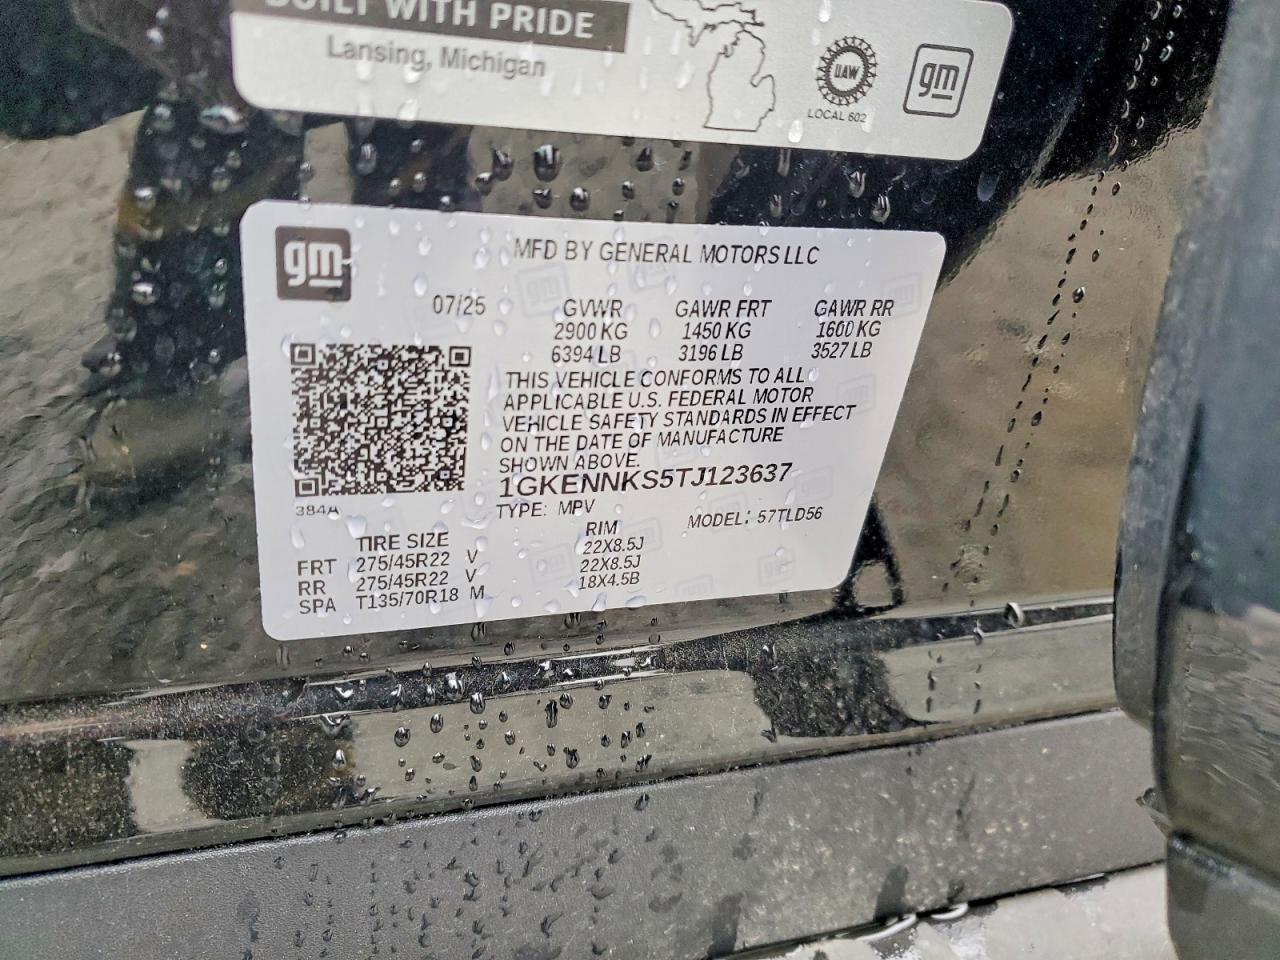 BUILT WITH PRIDE
Lansing, Michigan
UAW
LOCAL 602
gm
gm
MFD BY GENERAL MOTORS LLC
07/25 GVWR GAWR FRT GAWR RR
2900 KG 1450 KG 1600 KG
6394 LB 3196 LB 3527 LB
THIS VEHICLE CONFORMS TO ALL
APPLICABLE U.S. FEDERAL MOTOR
VEHICLE SAFETY STANDARDS IN EFFECT
ON THE DATE OF MANUFACTURE
SHOWN ABOVE.
1GKENNKS5TJ123637
TYPE: MPV MODEL: 57TLD56
TIRE SIZE RIM
FRT 275/45R22 V 22X8.5J
RR 275/45R22 V 22X8.5J
SPA T135/70R18 M 18X4.5B